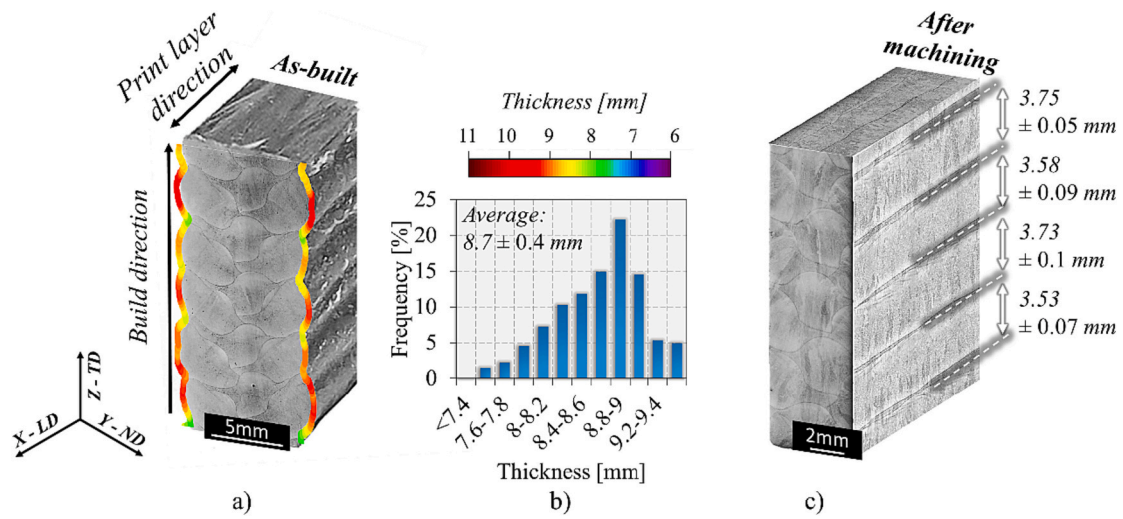 Print layer
direction
As-built
Build direction
Z - TD
X - LD
Y - ND
5mm
a)
Thickness [mm]
11 10 9 8 7 6
Average:
8.7 ± 0.4 mm
Frequency [%]
25
20
15
10
5
0
<7.4
7.6-7.8
8-8.2
8.4-8.6
8.8-9
9.2-9.4
Thickness [mm]
b)
After
machining
3.75
± 0.05 mm
3.58
± 0.09 mm
3.73
± 0.1 mm
3.53
± 0.07 mm
2mm
c)